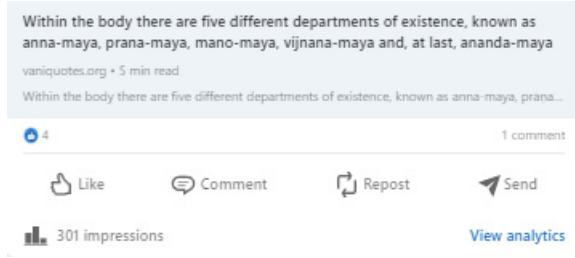 Within the body there are five different departments of existence, known as
anna-maya, prana-maya, mano-maya, vijnana-maya and, at last, ananda-maya
vaniquotes.org • 5 min read
Within the body there are five different departments of existence, known as anna-maya, prana...
4
1 comment
Like
Comment
Repost
Send
301 impressions
View analytics